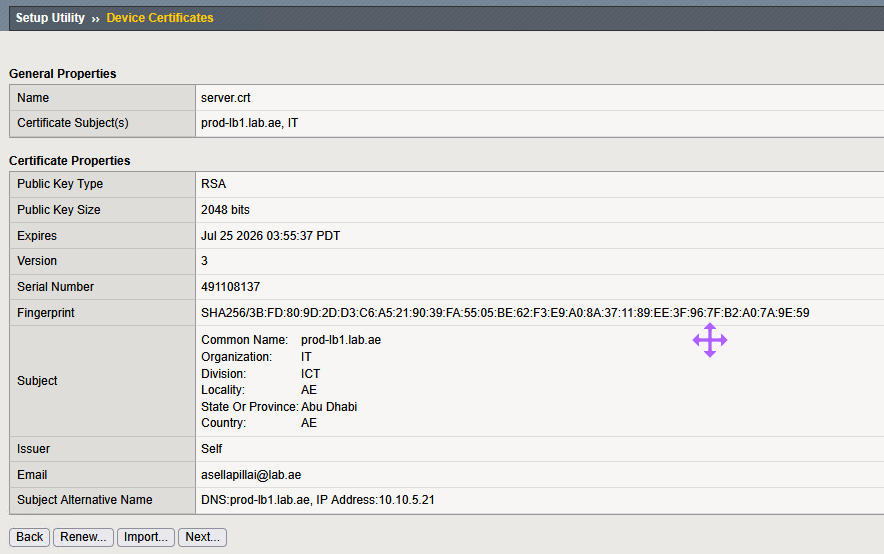 Setup Utility ›› Device Certificates
General Properties
Name server.crt
Certificate Subject(s) prod-lb1.lab.ae, IT
Certificate Properties
Public Key Type RSA
Public Key Size 2048 bits
Expires Jul 25 2026 03:55:37 PDT
Version 3
Serial Number 491108137
Fingerprint SHA256/3B:FD:80:9D:2D:D3:C6:A5:21:90:39:FA:55:05:BE:62:F3:E9:A0:8A:37:11:89:EE:3F:96:7F:B2:A0:7A:9E:59
Subject
Common Name: prod-lb1.lab.ae
Organization: IT
Division: ICT
Locality: AE
State Or Province: Abu Dhabi
Country: AE
Issuer Self
Email asellapillai@lab.ae
Subject Alternative Name DNS:prod-lb1.lab.ae, IP Address:10.10.5.21
Back Renew... Import... Next...